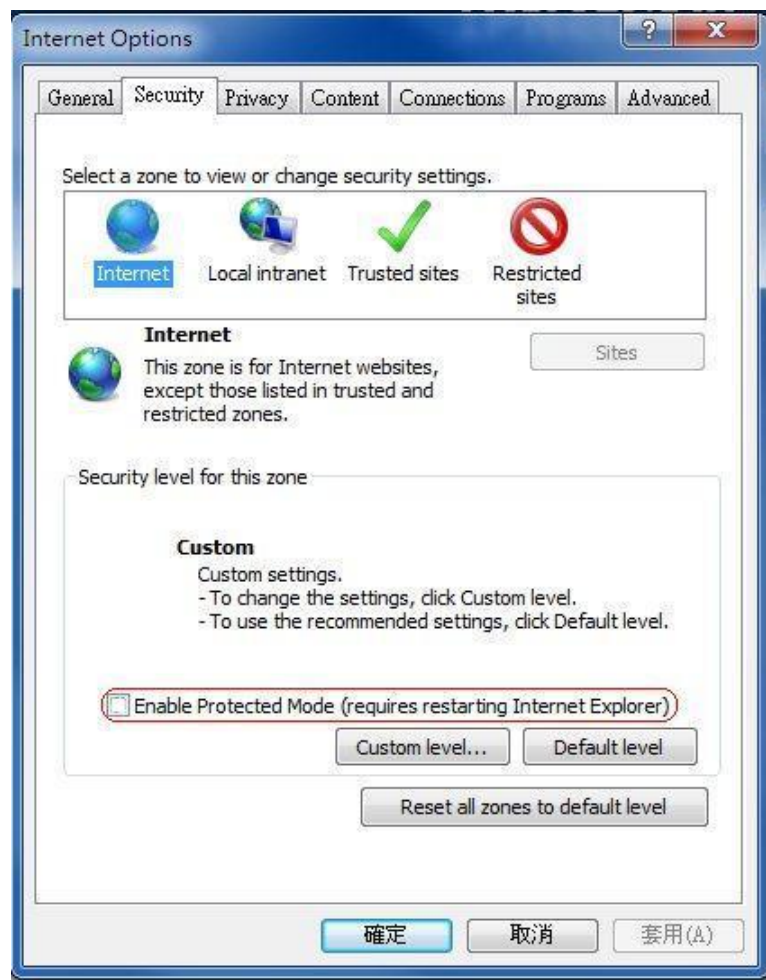 Internet Options
General Security Privacy Content Connections Programs Advanced
Select a zone to view or change security settings.
Internet Local intranet Trusted sites Restricted
sites
Internet
Sites
This zone is for Internet websites,
except those listed in trusted and
restricted zones.
Security level for this zone
Custom
Custom settings.
- To change the settings, click Custom level.
- To use the recommended settings, click Default level.
Enable Protected Mode (requires restarting Internet Explorer)
Custom level... Default level
Reset all zones to default level
確定 取消 套用(A)